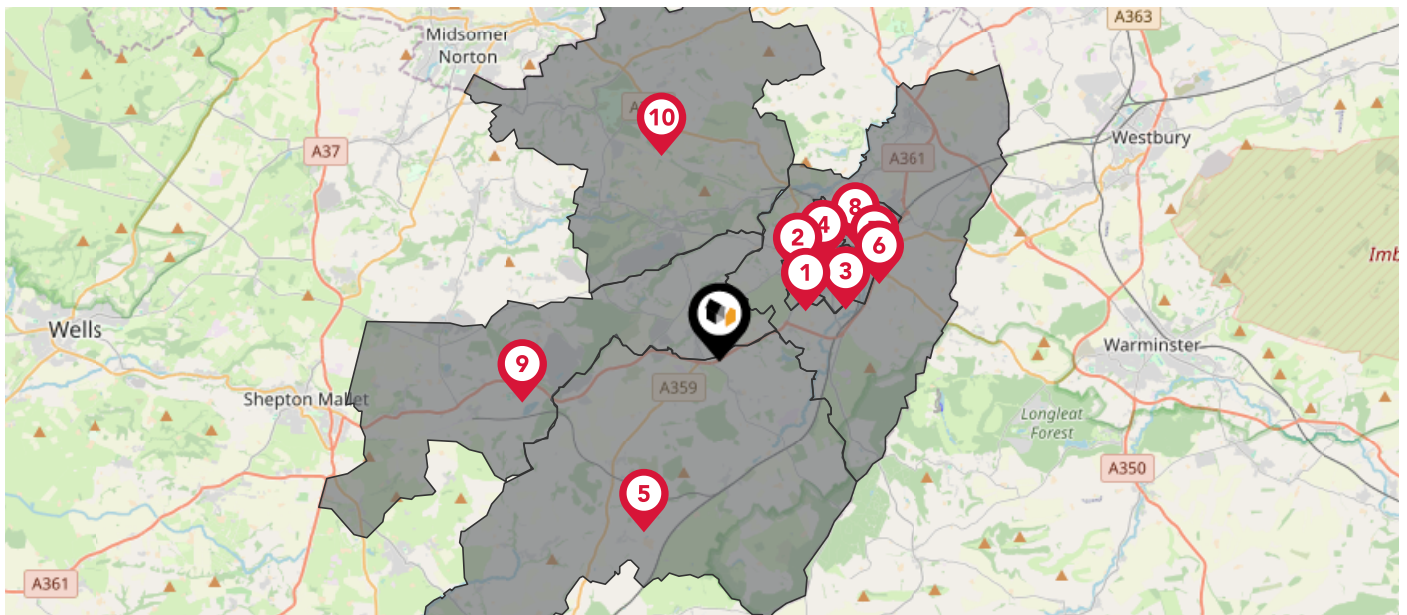 A363
Midsomer
Norton
10
A37
Westbury
A361
8
4
2
6
1
3
Wells
Warminster
9
A359
Shepton Mallet
Longleat
Forest
A350
5
A361